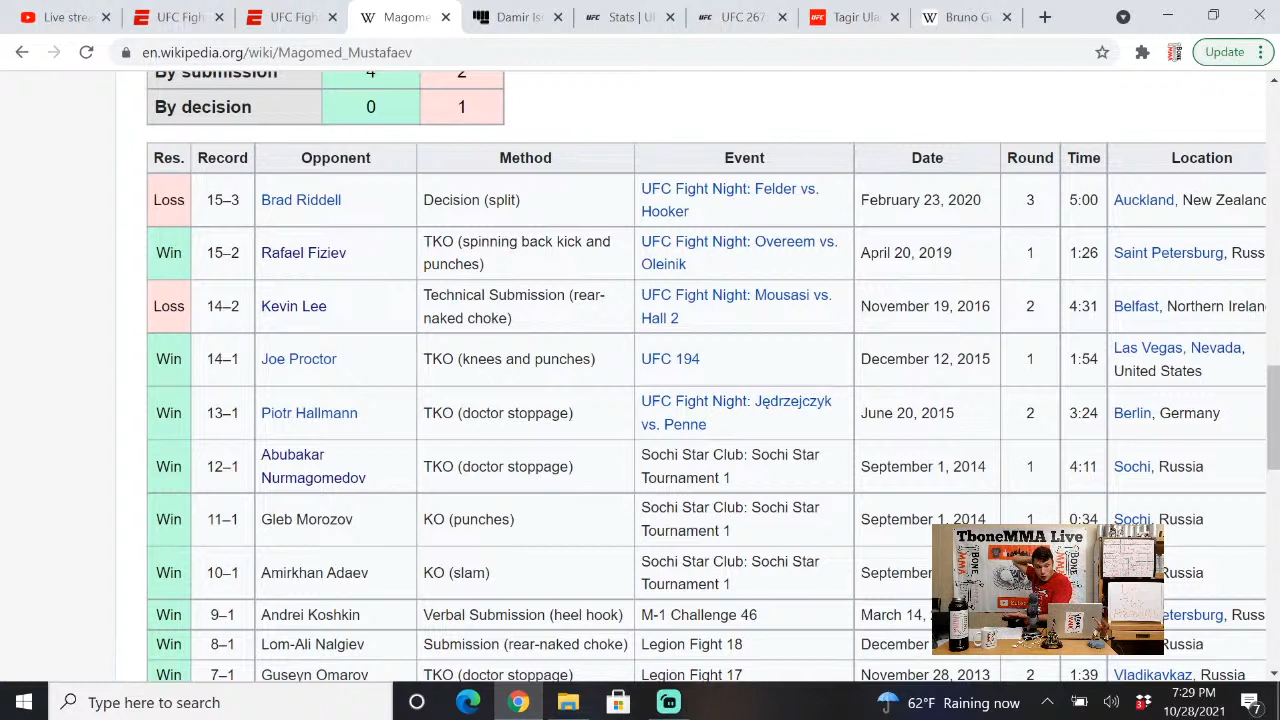 Live strea
UFC Figh
UFC Figh
Magome
Damir Is
Stats | U
UFC 267
Tagir Ula
Bruno G
en.wikipedia.org/wiki/Magomed_Mustafaev
Update
By submission 4 2
By decision 0 1
Res. Record Opponent Method Event Date Round Time Location
Loss 15–3 Brad Riddell Decision (split) UFC Fight Night: Felder vs. Hooker February 23, 2020 3 5:00 Auckland, New Zealand
Win 15–2 Rafael Fiziev TKO (spinning back kick and punches) UFC Fight Night: Overeem vs. Oleinik April 20, 2019 1 1:26 Saint Petersburg, Russ
Loss 14–2 Kevin Lee Technical Submission (rear-naked choke) UFC Fight Night: Mousasi vs. Hall 2 November 19, 2016 2 4:31 Belfast, Northern Irelan
Win 14–1 Joe Proctor TKO (knees and punches) UFC 194 December 12, 2015 1 1:54 Las Vegas, Nevada, United States
Win 13–1 Piotr Hallmann TKO (doctor stoppage) UFC Fight Night: Jędrzejczyk vs. Penne June 20, 2015 2 3:24 Berlin, Germany
Win 12–1 Abubakar Nurmagomedov TKO (doctor stoppage) Sochi Star Club: Sochi Star Tournament 1 September 1, 2014 1 4:11 Sochi, Russia
Win 11–1 Gleb Morozov KO (punches) Sochi Star Club: Sochi Star Tournament 1 September 1, 2014 1 0:34 Sochi, Russia
Win 10–1 Amirkhan Adaev KO (slam) Sochi Star Club: Sochi Star Tournament 1 Septembe Russia
Win 9–1 Andrei Koshkin Verbal Submission (heel hook) M-1 Challenge 46 March 14, etersburg, Russ
Win 8–1 Lom-Ali Nalgiev Submission (rear-naked choke) Legion Fight 18 December Russia
Win 7–1 Guseyn Omarov TKO (doctor stoppage) Legion Fight 17 November 28, 2013 2 1:39 Vladikavkaz, Russia
TboneMMA Live
Type here to search
62°F Raining now
7:29 PM
10/28/2021
7